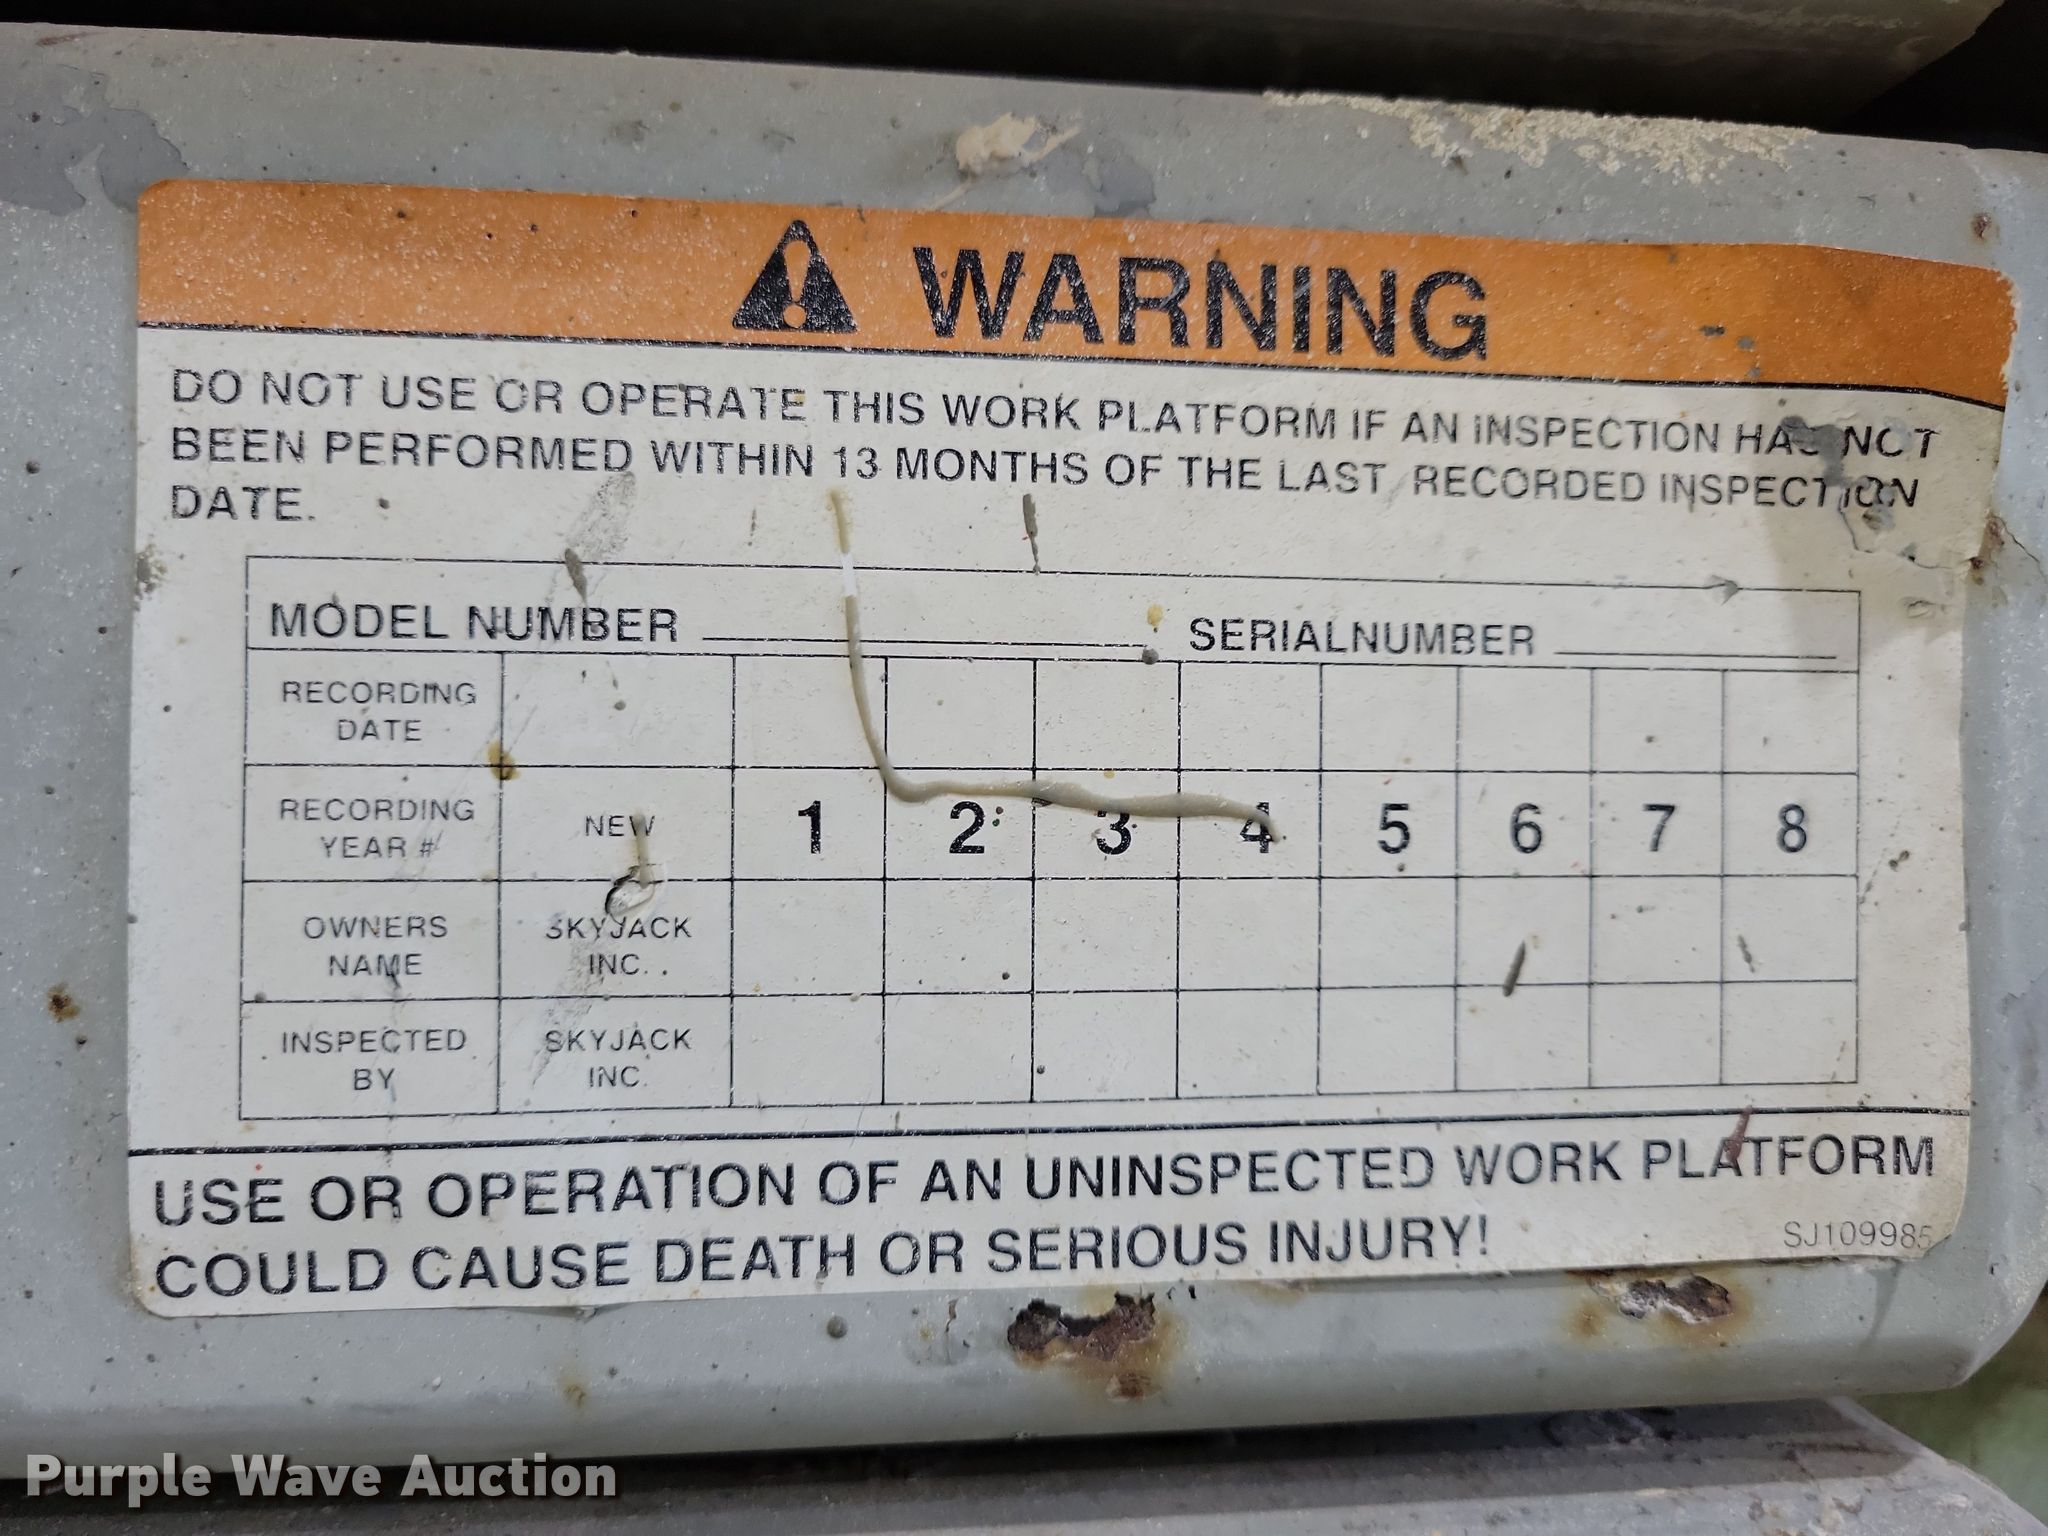 WARNING
DO NOT USE OR OPERATE THIS WORK PLATFORM IF AN INSPECTION HAS NOT
BEEN PERFORMED WITHIN 13 MONTHS OF THE LAST RECORDED INSPECTION
DATE.
MODEL NUMBER SERIALNUMBER
RECORDING
DATE
RECORDING
YEAR # NEW 1 2 3 4 5 6 7 8
OWNERS SKYJACK
NAME INC.
INSPECTED SKYJACK
BY INC.
USE OR OPERATION OF AN UNINSPECTED WORK PLATFORM
COULD CAUSE DEATH OR SERIOUS INJURY!
SJ109985
Purple Wave Auction